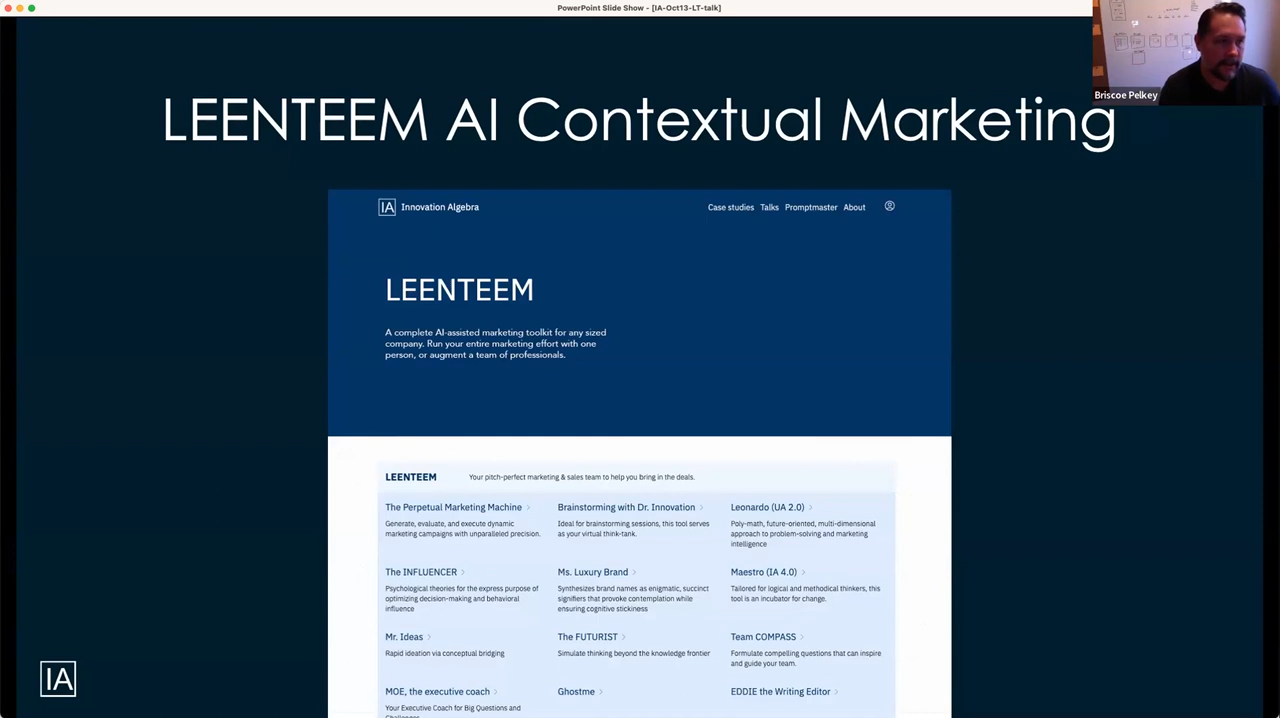 PowerPoint Slide Show - [IA-Oct13-LT-talk]
Briscoe Pelkey
LEENTEEM AI Contextual Marketing
IA Innovation Algebra
Case studies Talks Promptmaster About
LEENTEEM
A complete AI-assisted marketing toolkit for any sized
company. Run your entire marketing effort with one
person, or augment a team of professionals.
LEENTEEM Your pitch-perfect marketing & sales team to help you bring in the deals.
The Perpetual Marketing Machine >
Generate, evaluate, and execute dynamic
marketing campaigns with unparalleled precision.
Brainstorming with Dr. Innovation >
Ideal for brainstorming sessions, this tool serves
as your virtual think-tank.
Leonardo (UA 2.0) >
Poly-math, future-oriented, multi-dimensional
approach to problem-solving and marketing
intelligence
The INFLUENCER >
Psychological theories for the express purpose of
optimizing decision-making and behavioral
influence
Ms. Luxury Brand >
Synthesizes brand names as enigmatic, succinct
signifiers that provoke contemplation while
ensuring cognitive stickiness
Maestro (IA 4.0) >
Tailored for logical and methodical thinkers, this
tool is an incubator for change.
Mr. Ideas >
Rapid ideation via conceptual bridging
The FUTURIST >
Simulate thinking beyond the knowledge frontier
Team COMPASS >
Formulate compelling questions that can inspire
and guide your team.
MOE, the executive coach >
Your Executive Coach for Big Questions and
Challenges
Ghostme >
EDDIE the Writing Editor >
IA